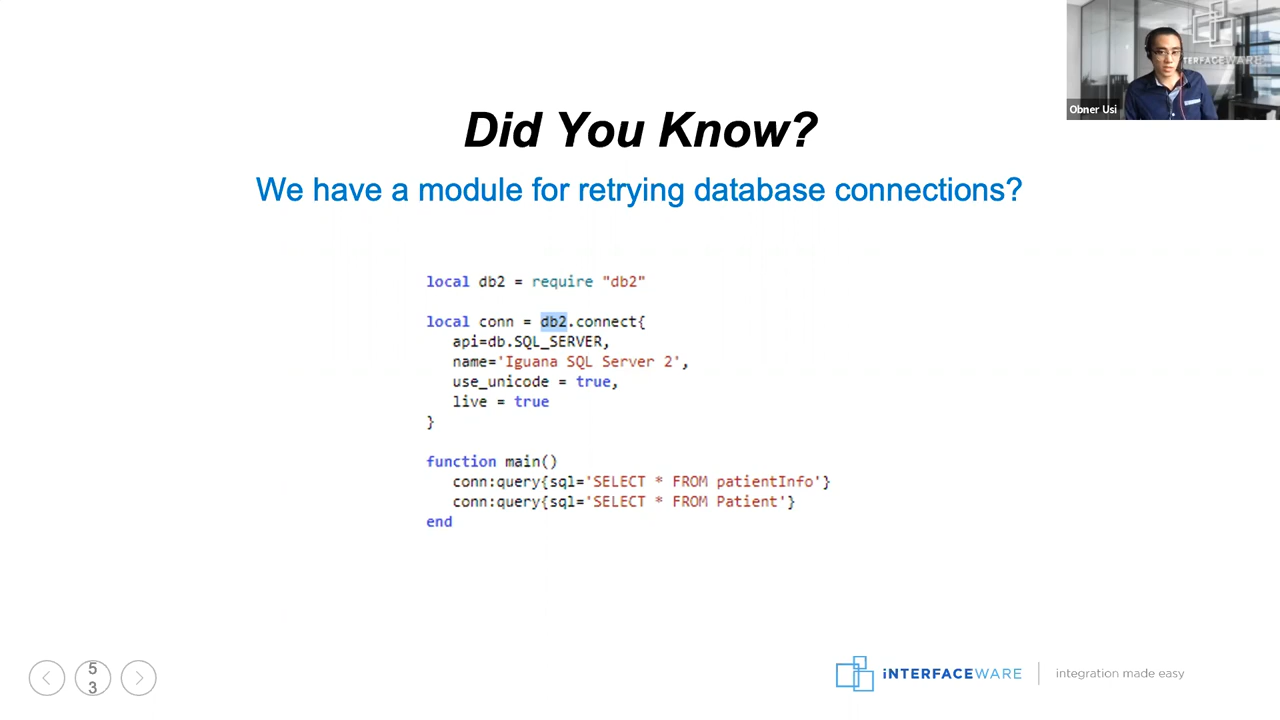 TERFACEWARE
Obner Usi
Did You Know?
We have a module for retrying database connections?
local db2 = require "db2"
local conn = db2.connect{
api=db.SQL_SERVER,
name='Iguana SQL Server 2',
use_unicode = true,
live = true
}
function main()
conn:query{sql='SELECT * FROM patientInfo'}
conn:query{sql='SELECT * FROM Patient'}
end
5
3
iNTERFACEWARE
integration made easy